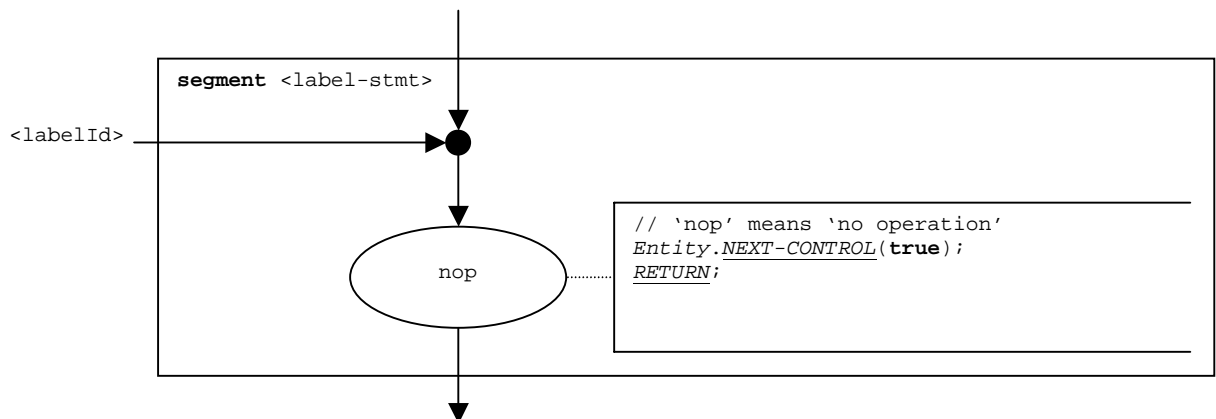 segment <label-stmt>
<labelId>
// ‘nop’ means ‘no operation’
Entity.NEXT-CONTROL(true);
RETURN;
nop